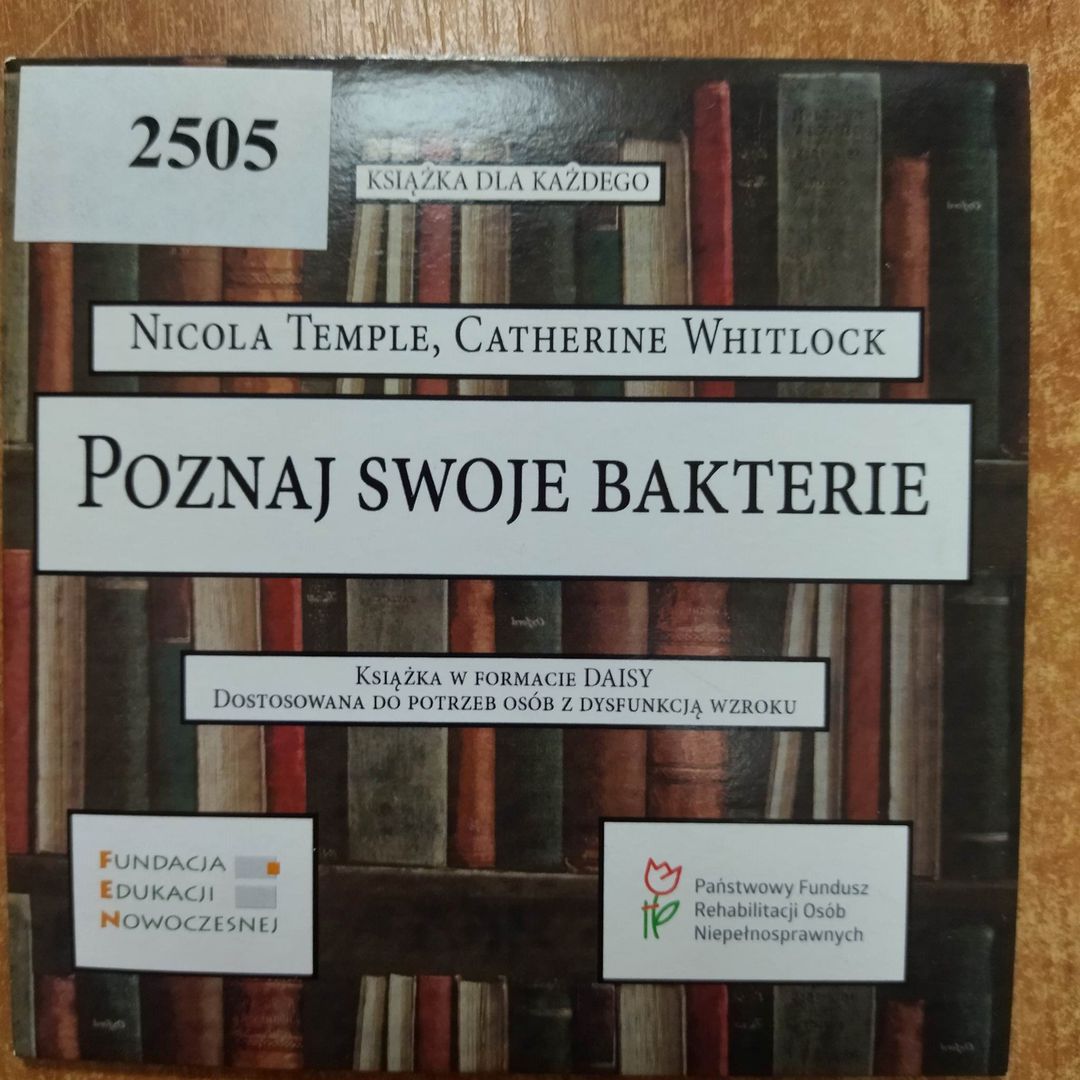 2505
KSIĄŻKA DLA KAŻDEGO
NICOLA TEMPLE, CATHERINE WHITLOCK
POZNAJ SWOJE BAKTERIE
KSIĄŻKA W FORMACIE DAISY
DOSTOSOWANA DO POTRZEB OSÓB Z DYSFUNKCJĄ WZROKU
FUNDACJA
EDUKACJI
NOWOCZESNEJ
Państwowy Fundusz
Rehabilitacji Osób
Niepełnosprawnych